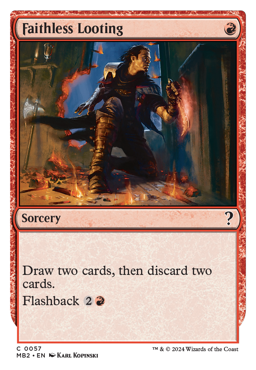 Faithless Looting
Sorcery
?
Draw two cards, then discard two
cards.
Flashback 2
C 0057
MB2 • EN Karl Kopinski
™ & © 2024 Wizards of the Coast